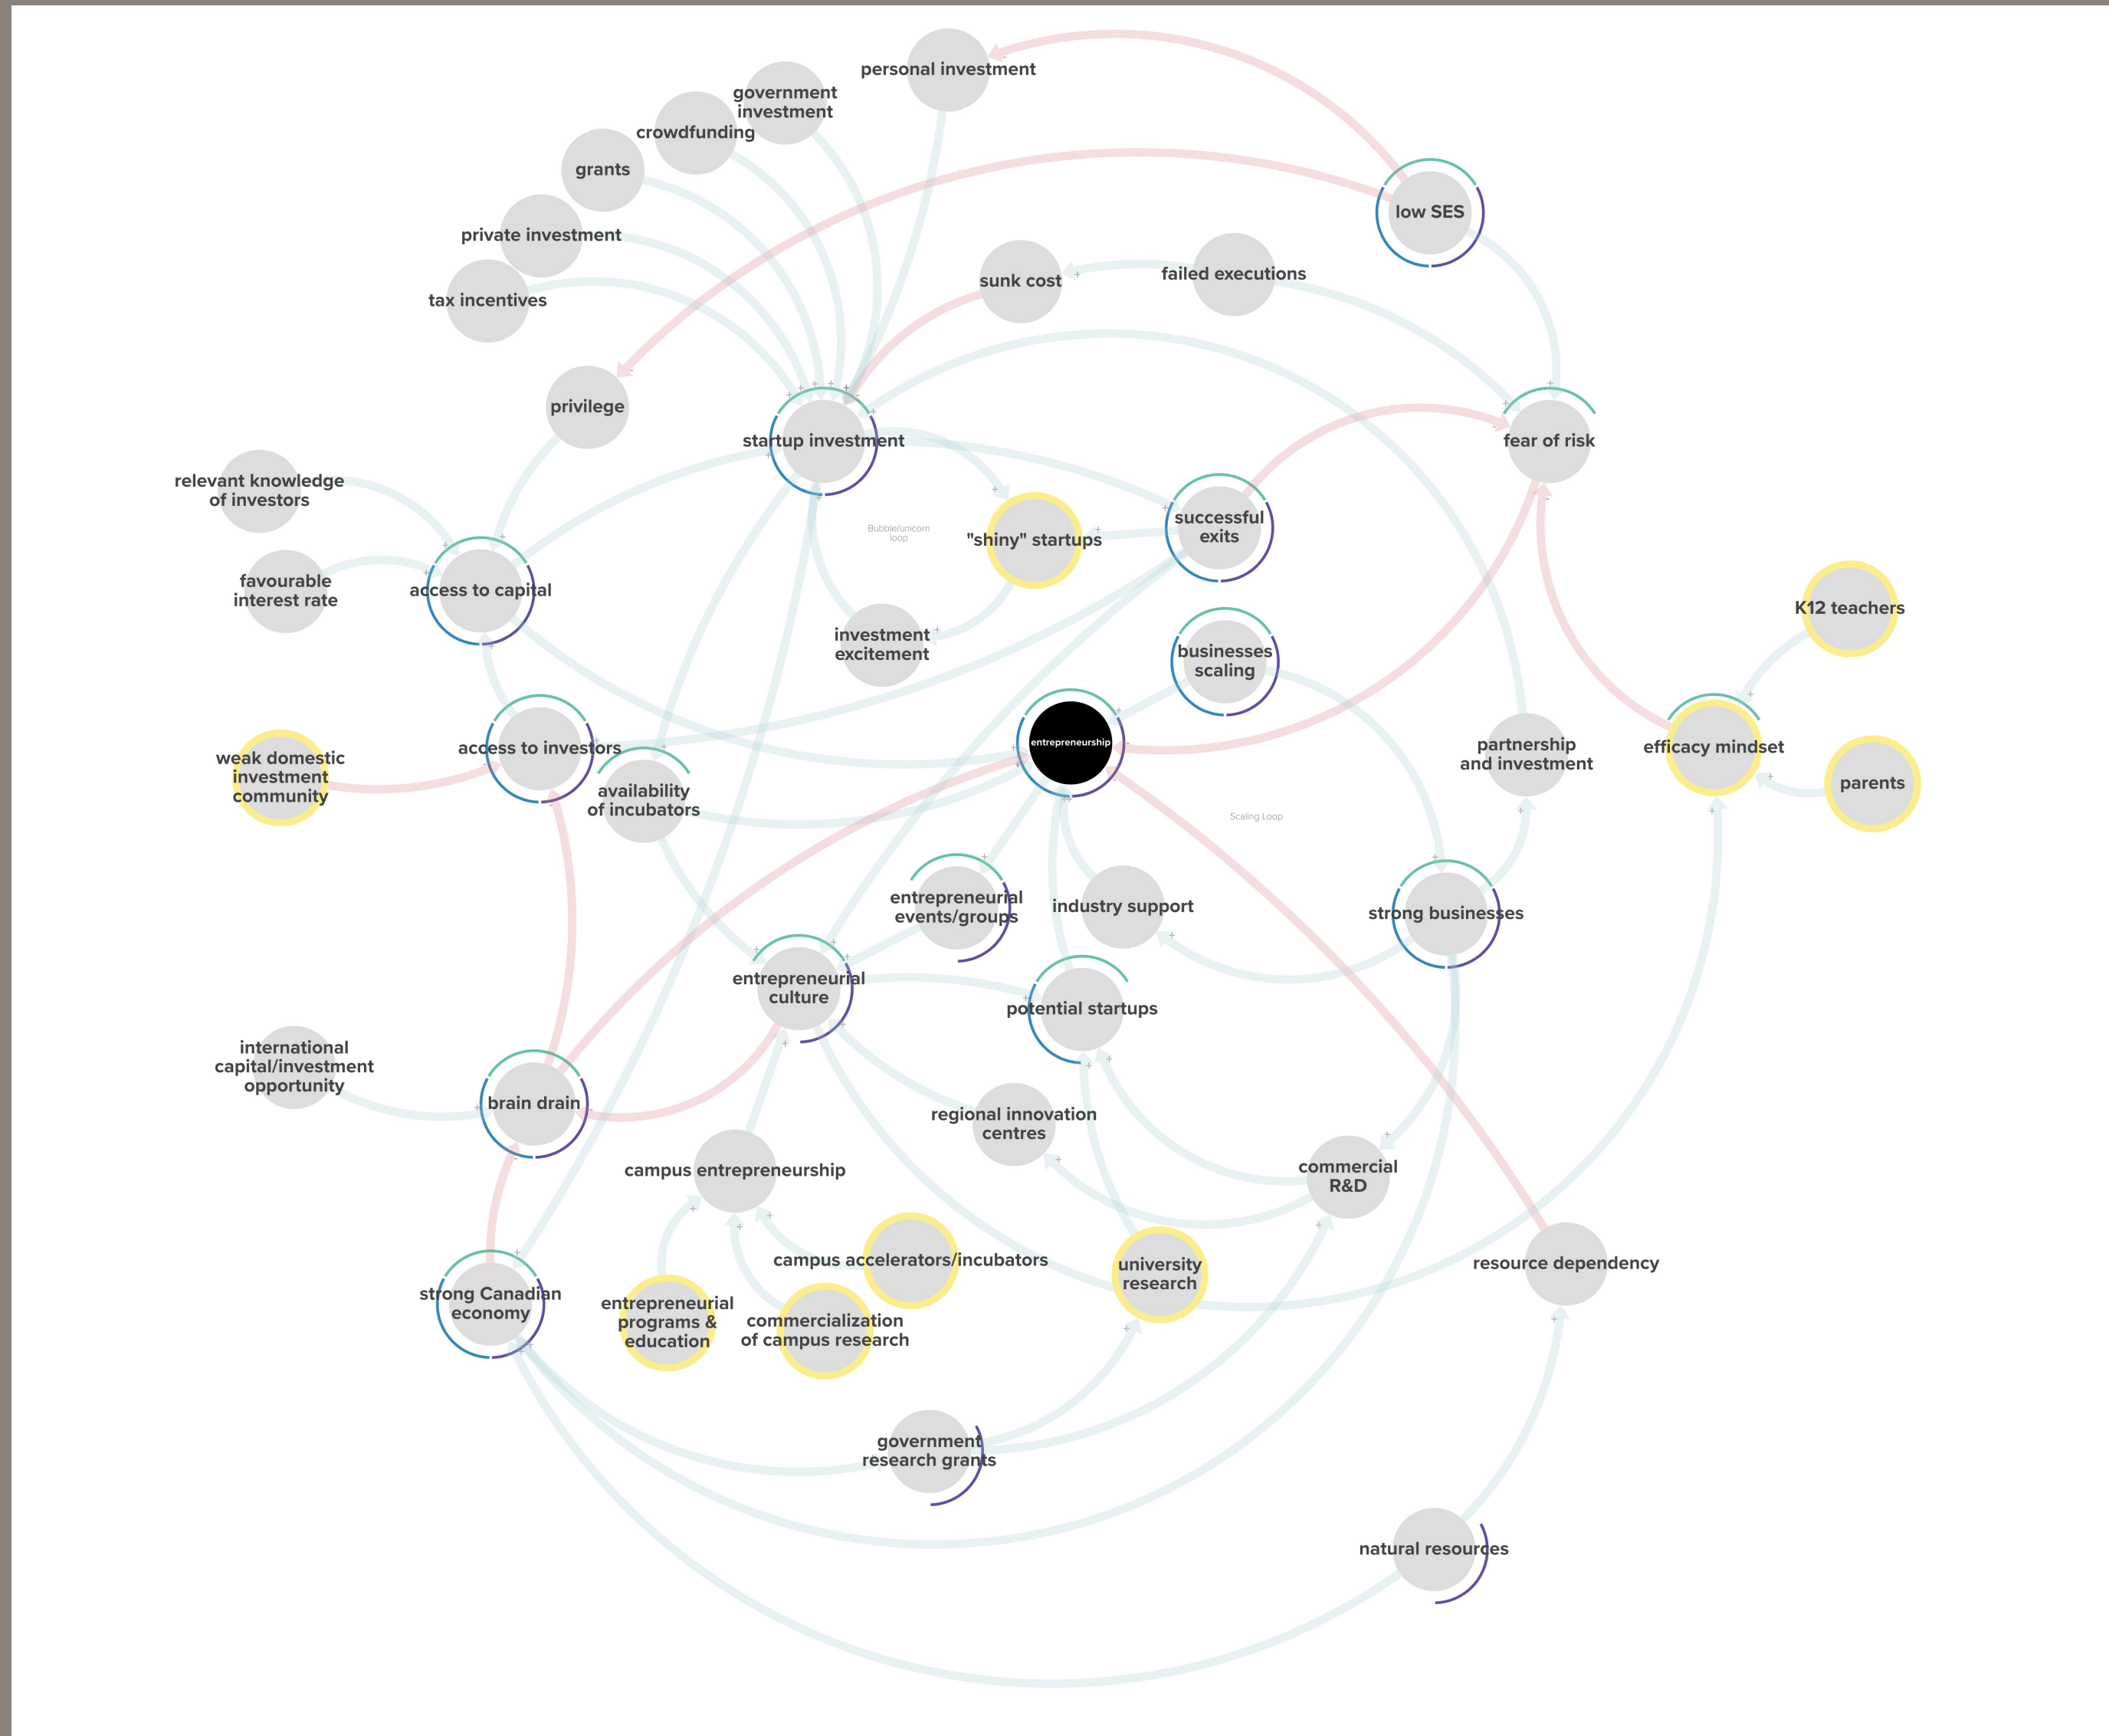 personal investment
government
investment
crowdfunding
grants
low SES
private investment
sunk cost
failed executions
tax incentives
privilege
startup investment
fear of risk
relevant knowledge
of investors
Bubble/unicorn
loop
"shiny" startups
successful
exits
favourable
interest rate
access to capital
K12 teachers
investment
excitement
businesses
scaling
entrepreneurship
access to investors
weak domestic
investment
community
availability
of incubators
partnership
and investment
efficacy mindset
parents
Scaling Loop
entrepreneurial
events/groups
industry support
strong businesses
entrepreneurial
culture
potential startups
international
capital/investment
opportunity
brain drain
regional innovation
centres
campus entrepreneurship
commercial
R&D
campus accelerators/incubators
university
research
resource dependency
strong Canadian
economy
entrepreneurial
programs &
education
commercialization
of campus research
government
research grants
natural resources